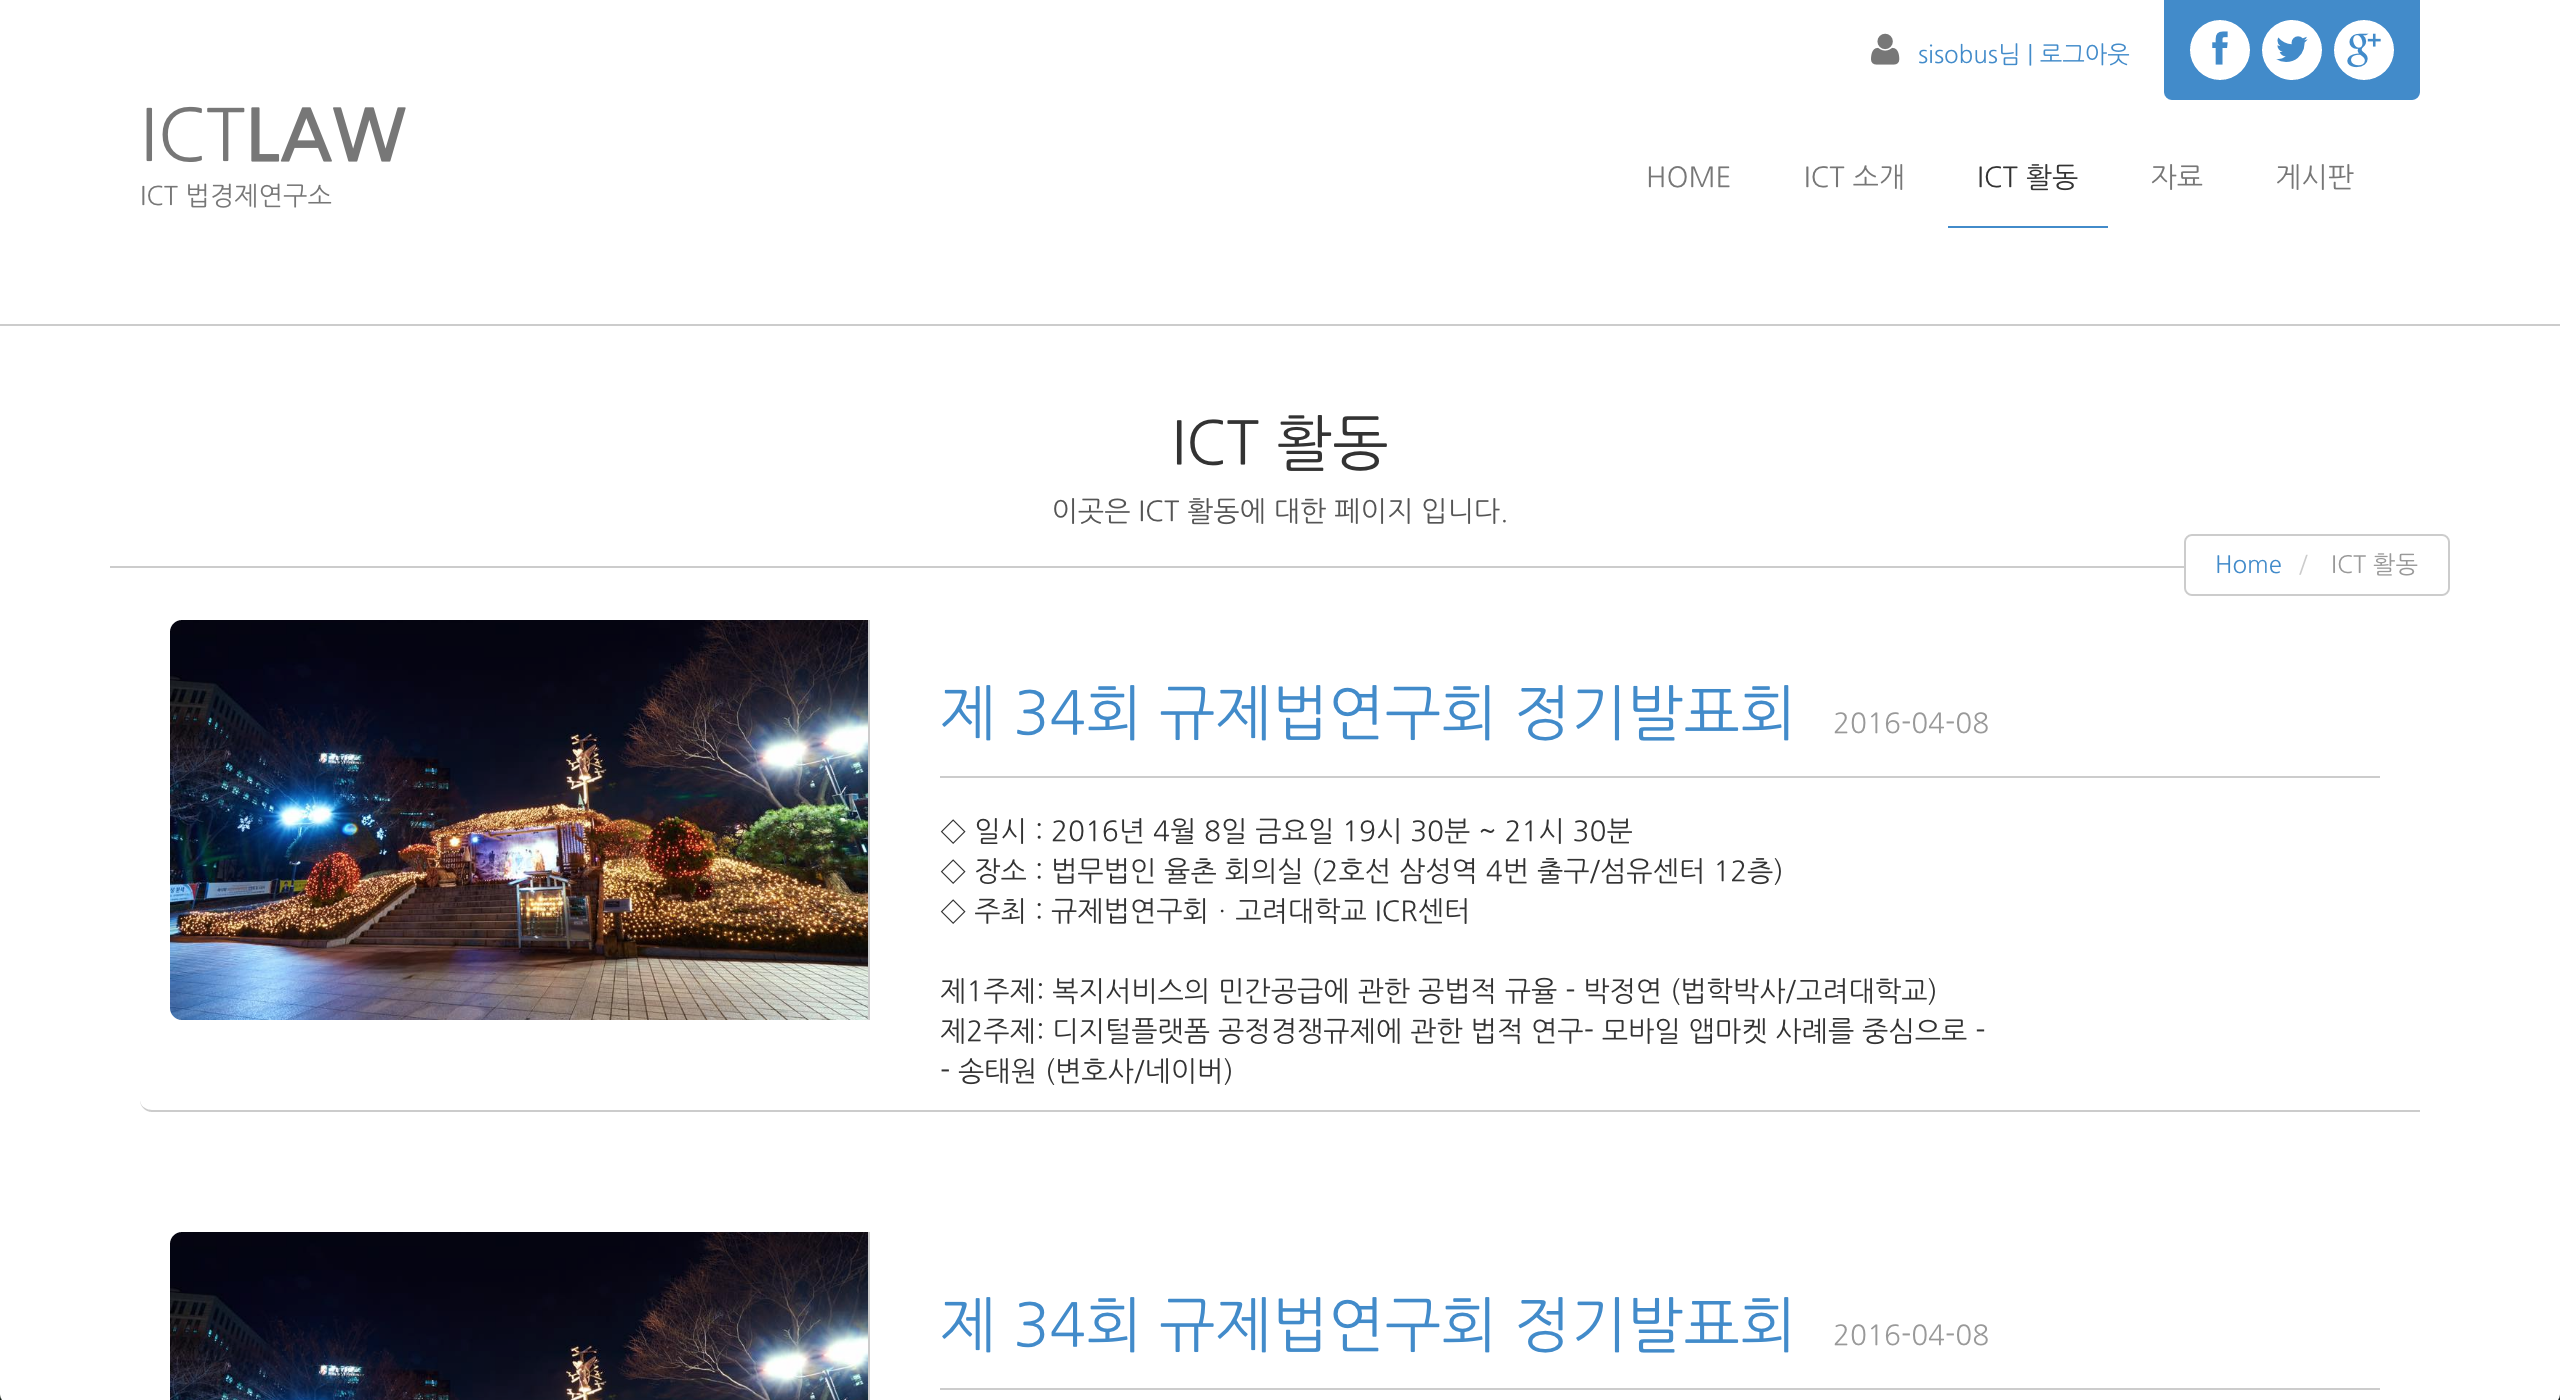 sisobus님 | 로그아웃
ICTLAW
ICT 법경제연구소
HOME
ICT 소개
ICT 활동
자료
게시판
ICT 활동
이곳은 ICT 활동에 대한 페이지 입니다.
Home / ICT 활동
제 34회 규제법연구회 정기발표회 2016-04-08
◇ 일시 : 2016년 4월 8일 금요일 19시 30분 ~ 21시 30분
◇ 장소 : 법무법인 율촌 회의실 (2호선 삼성역 4번 출구/섬유센터 12층)
◇ 주최 : 규제법연구회 · 고려대학교 ICR센터
제1주제: 복지서비스의 민간공급에 관한 공법적 규율 - 박정연 (법학박사/고려대학교)
제2주제: 디지털플랫폼 공정경쟁규제에 관한 법적 연구- 모바일 앱마켓 사례를 중심으로 -
- 송태원 (변호사/네이버)
제 34회 규제법연구회 정기발표회 2016-04-08